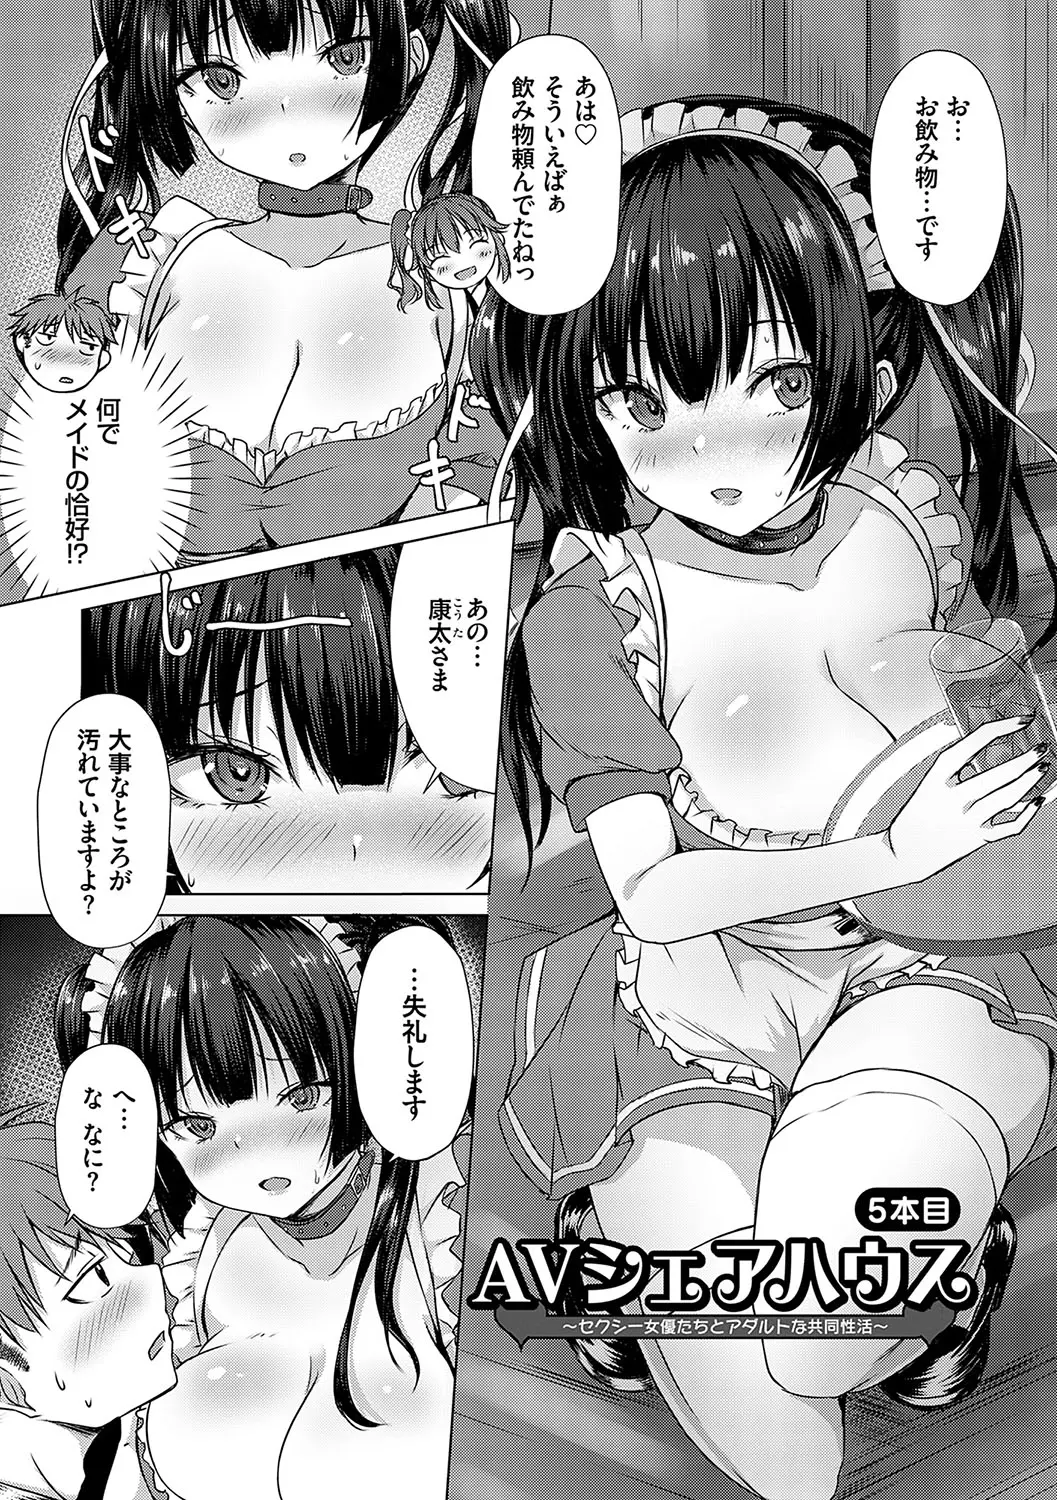 お…
お飲み物…です
あは♡
そういえばぁ
飲み物頼んでたねっ
ドキ
ドキ
何で
メイドの恰好!?
あの…
康太さま
こうた
じーー
大事なところが
汚れていますよ?
…失礼します
へ…
な なに?
5本目
AVシェアハウス
～セクシー女優たちとアダルトな共同性活～